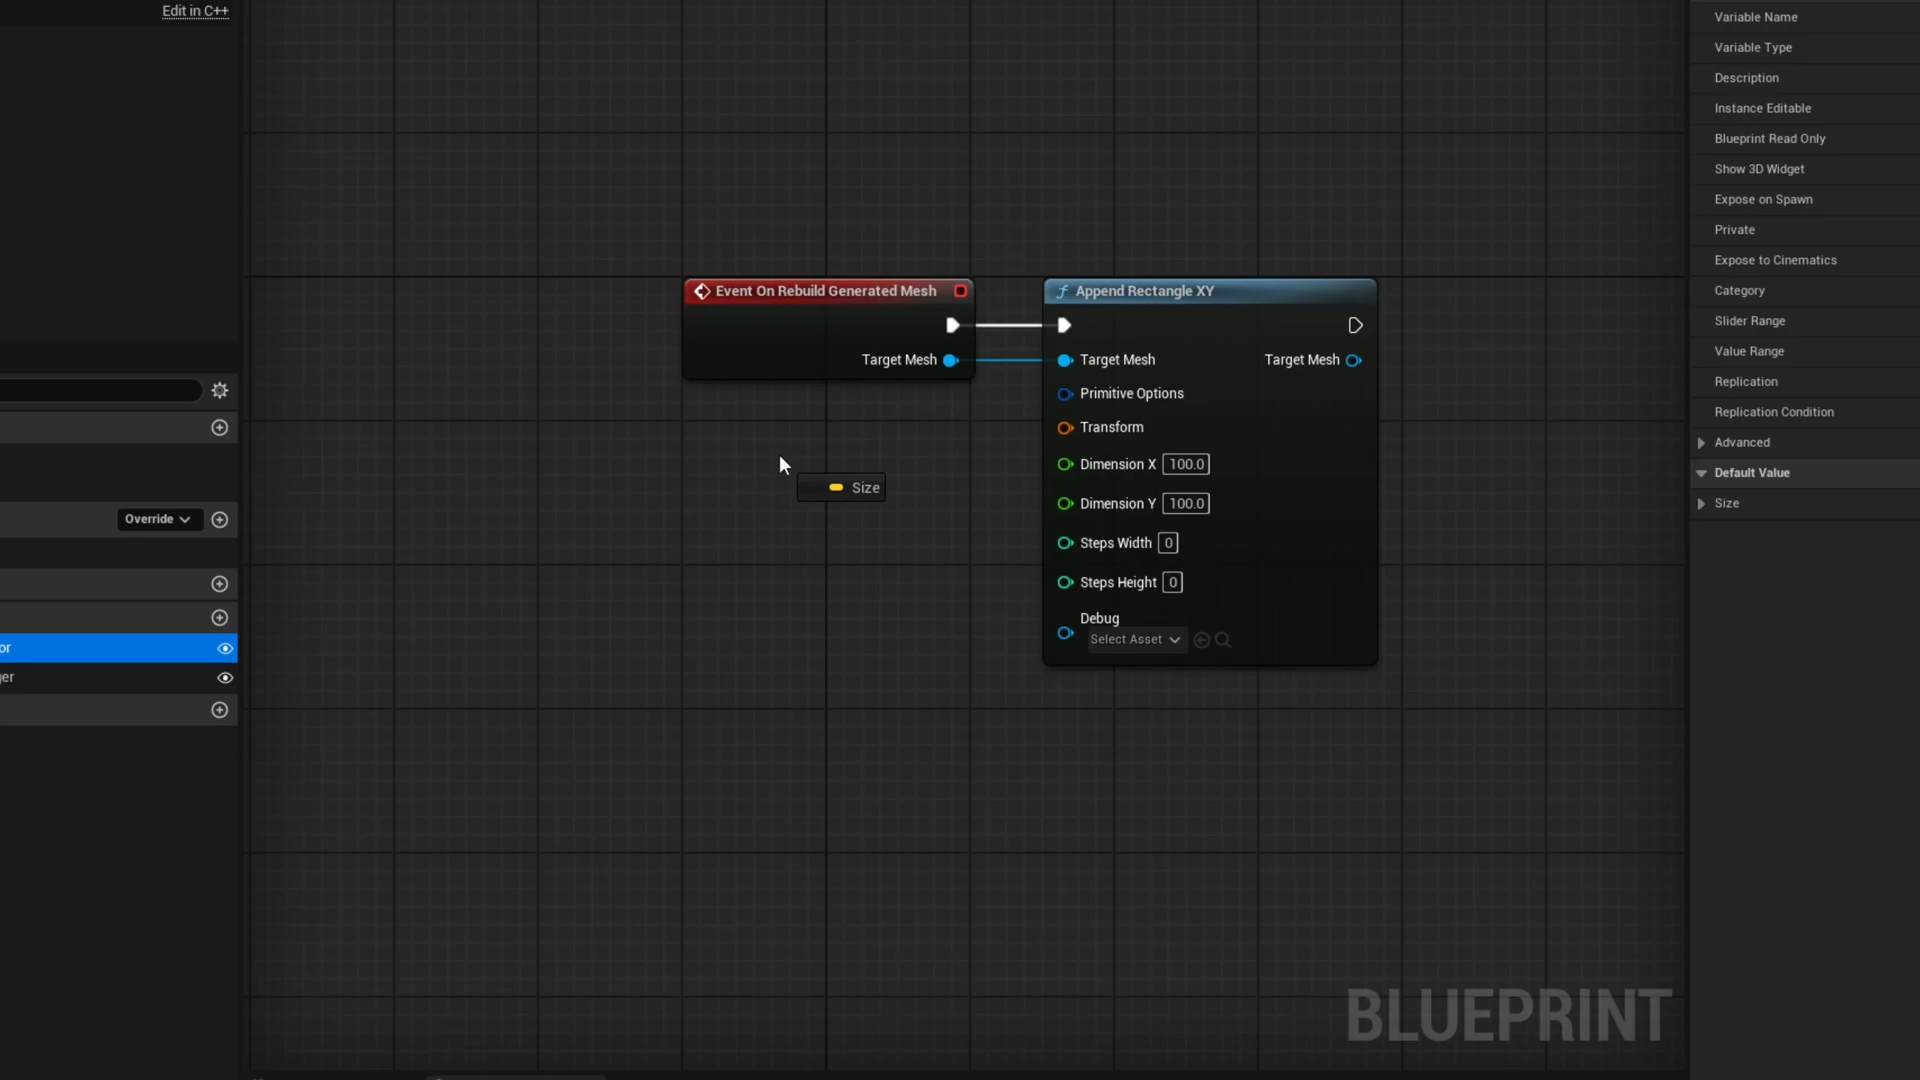 Edit in C++
Override
or
ger
Event On Rebuild Generated Mesh
Target Mesh
Size
Append Rectangle XY
Target Mesh
Target Mesh
Primitive Options
Transform
Dimension X 100.0
Dimension Y 100.0
Steps Width 0
Steps Height 0
Debug
Select Asset
BLUEPRINT
Variable Name
Variable Type
Description
Instance Editable
Blueprint Read Only
Show 3D Widget
Expose on Spawn
Private
Expose to Cinematics
Category
Slider Range
Value Range
Replication
Replication Condition
Advanced
Default Value
Size